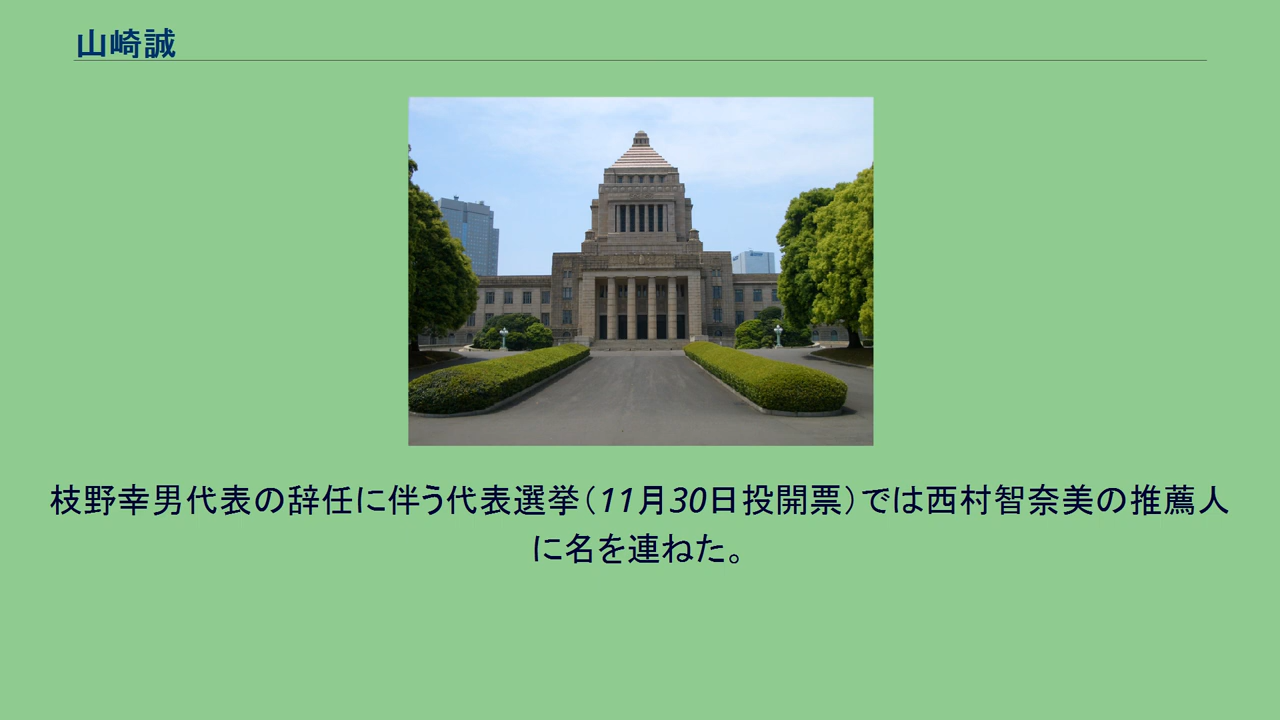 山崎誠
枝野幸男代表の辞任に伴う代表選挙（11月30日投開票）では西村智奈美の推薦人
に名を連ねた。